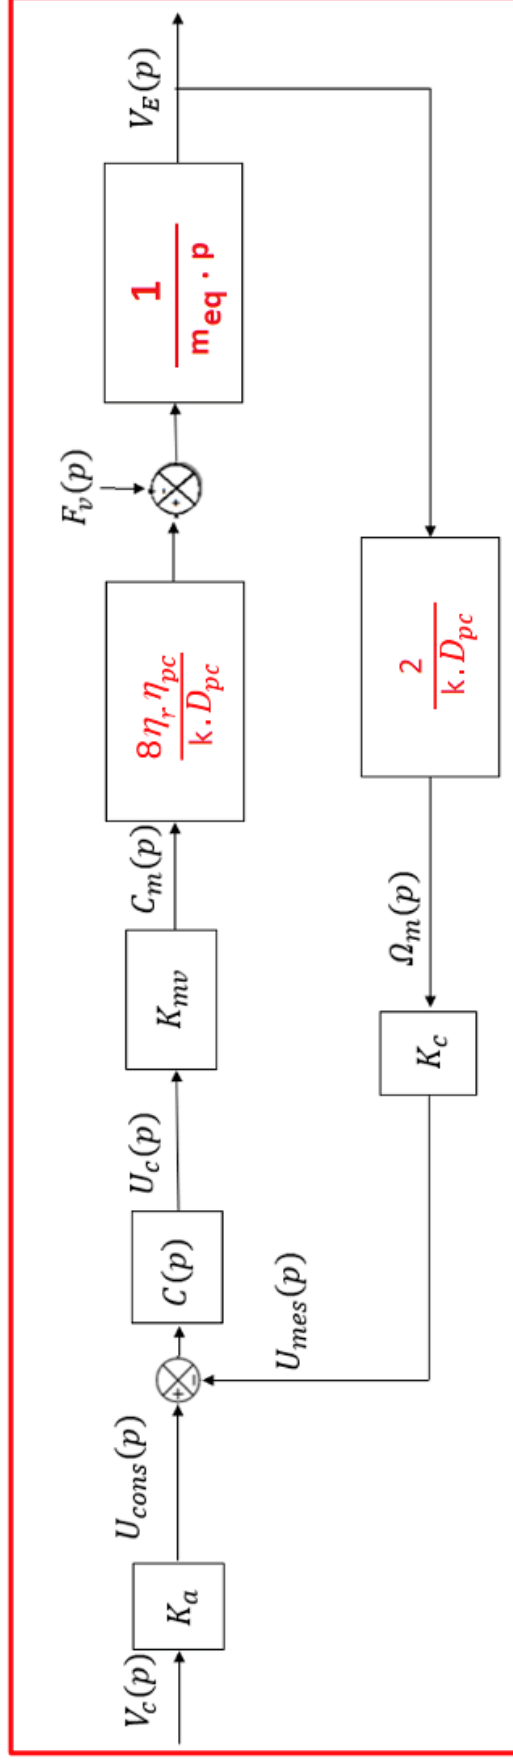 V_c(p)
K_a
U_cons(p)
+
−
C(p)
U_c(p)
K_mv
C_m(p)
8η_r η_pc
k. D_pc
F_v(p)
+
-
1
m_eq · p
V_E(p)
2
k. D_pc
Ω_m(p)
K_c
U_mes(p)